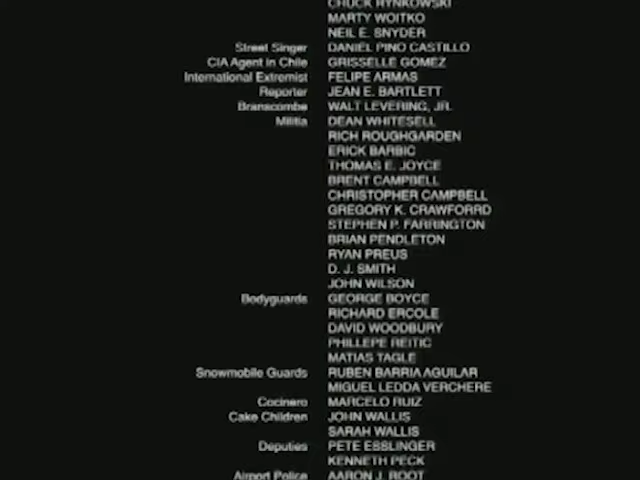 CHUCK RYNKOWSKI
MARTY WOITKO
NEIL E. SNYDER
Street Singer DANIEL PINO CASTILLO
CIA Agent in Chile GRISSELLE GOMEZ
International Extremist FELIPE ARMAS
Reporter JEAN E. BARTLETT
Branscombe WALT LEVERING, JR.
Militia DEAN WHITESELL
RICH ROUGHGARDEN
ERICK BARBIC
THOMAS E. JOYCE
BRENT CAMPBELL
CHRISTOPHER CAMPBELL
GREGORY K. CRAWFORRD
STEPHEN P. FARRINGTON
BRIAN PENDLETON
RYAN PREUS
D. J. SMITH
JOHN WILSON
Bodyguards GEORGE BOYCE
RICHARD ERCOLE
DAVID WOODBURY
PHILLEPE REITIC
MATIAS TAGLE
Snowmobile Guards RUBEN BARRIA AGUILAR
MIGUEL LEDDA VERCHERE
Cocinero MARCELO RUIZ
Cake Children JOHN WALLIS
SARAH WALLIS
Deputies PETE ESSLINGER
KENNETH PECK
Airport Police AARON J. ROOT